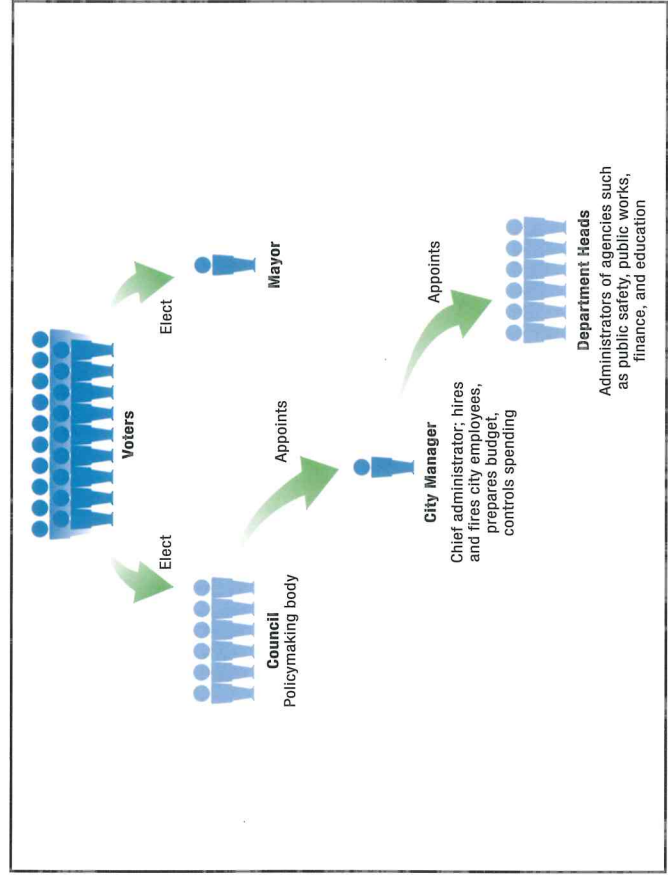 Voters
Elect
Elect
Council
Policymaking body
Mayor
Appoints
City Manager
Chief administrator; hires
and fires city employees,
prepares budget,
controls spending
Appoints
Department Heads
Administrators of agencies such
as public safety, public works,
finance, and education